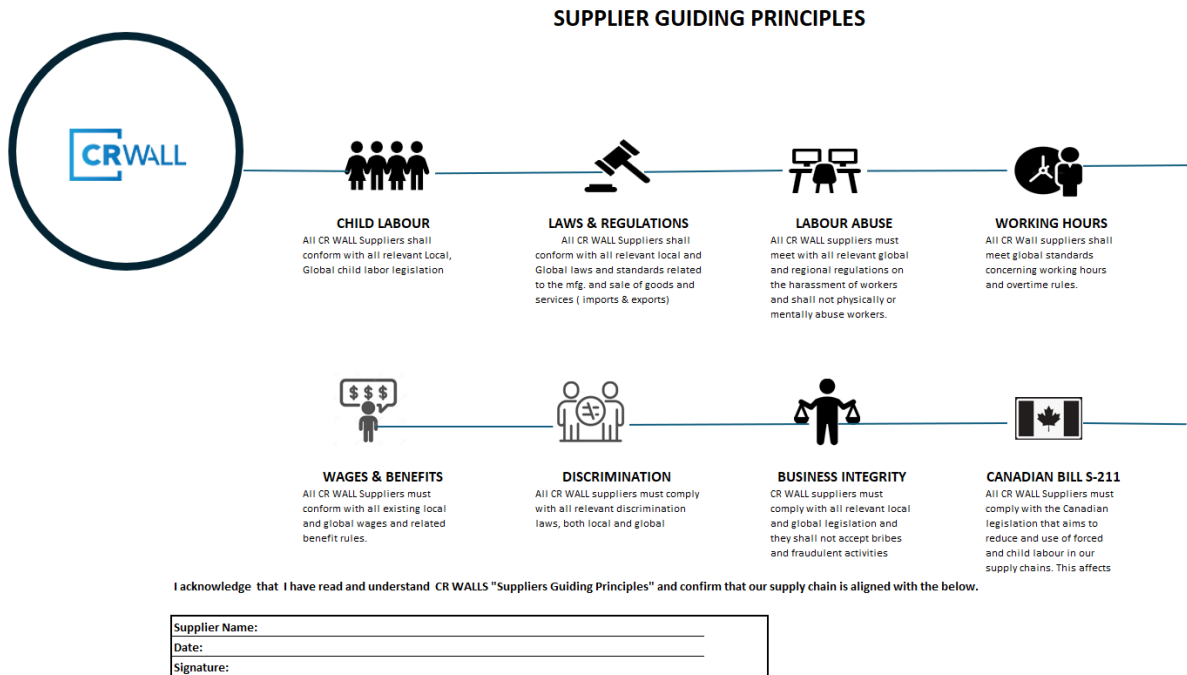 SUPPLIER GUIDING PRINCIPLES
CRWALL
CHILD LABOUR
All CR WALL Suppliers shall
conform with all relevant Local,
Global child labor legislation
LAWS & REGULATIONS
All CR WALL Suppliers shall
conform with all relevant local and
Global laws and standards related
to the mfg. and sale of goods and
services ( imports & exports)
LABOUR ABUSE
All CR WALL suppliers must
meet with all relevant global
and regional regulations on
the harassment of workers
and shall not physically or
mentally abuse workers.
WORKING HOURS
All CR Wall suppliers shall
meet global standards
concerning working hours
and overtime rules.
$ $ $
WAGES & BENEFITS
All CR WALL Suppliers must
conform with all existing local
and global wages and related
benefit rules.
DISCRIMINATION
All CR WALL suppliers must comply
with all relevant discrimination
laws, both local and global
BUSINESS INTEGRITY
CR WALL suppliers must
comply with all relevant local
and global legislation and
they shall not accept bribes
and fraudulent activities
CANADIAN BILL S-211
All CR WALL Suppliers must
comply with the Canadian
legislation that aims to
reduce and use of forced
and child labour in our
supply chains. This affects
I acknowledge that I have read and understand CR WALLS "Suppliers Guiding Principles" and confirm that our supply chain is aligned with the below.
Supplier Name:
Date:
Signature: